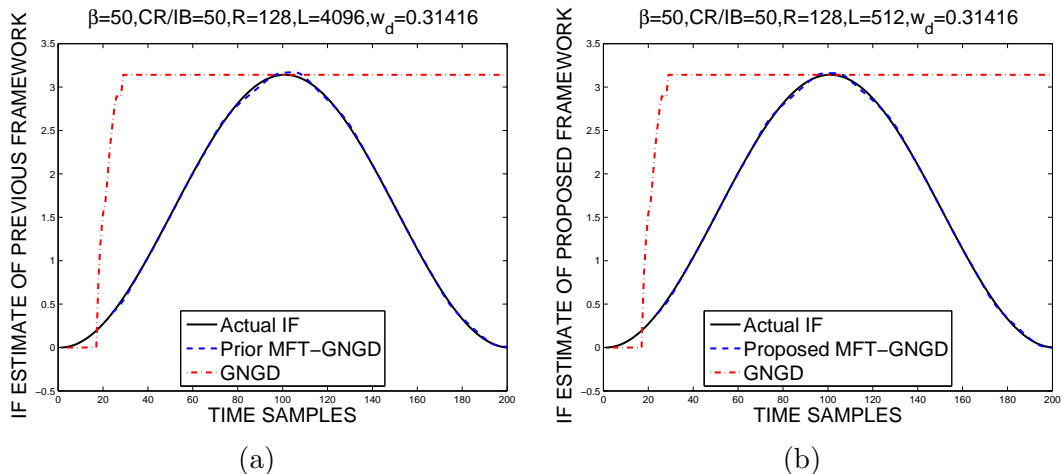 β=50,CR/IB=50,R=128,L=4096,w_d=0.31416
IF ESTIMATE OF PREVIOUS FRAMEWORK
3.5
3
2.5
2
1.5
1
0.5
0
−0.5
Actual IF
Prior MFT−GNGD
GNGD
0 20 40 60 80 100 120 140 160 180 200
TIME SAMPLES
(a)
β=50,CR/IB=50,R=128,L=512,w_d=0.31416
IF ESTIMATE OF PROPOSED FRAMEWORK
3.5
3
2.5
2
1.5
1
0.5
0
−0.5
Actual IF
Proposed MFT−GNGD
GNGD
0 20 40 60 80 100 120 140 160 180 200
TIME SAMPLES
(b)